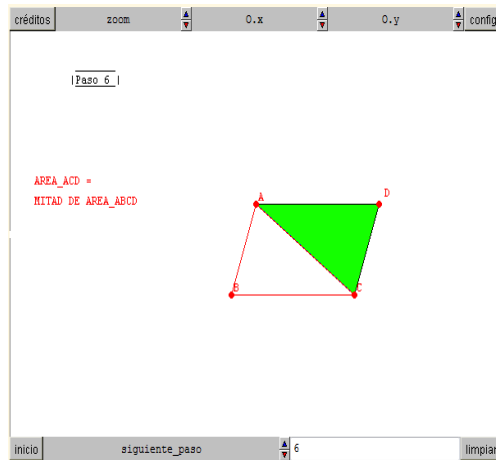 créditos zoom 0.x 0.y config
Paso 6
AREA_ACD =
MITAD DE AREA_ABCD
A D
B C
inicio siguiente_paso 6 limpiar